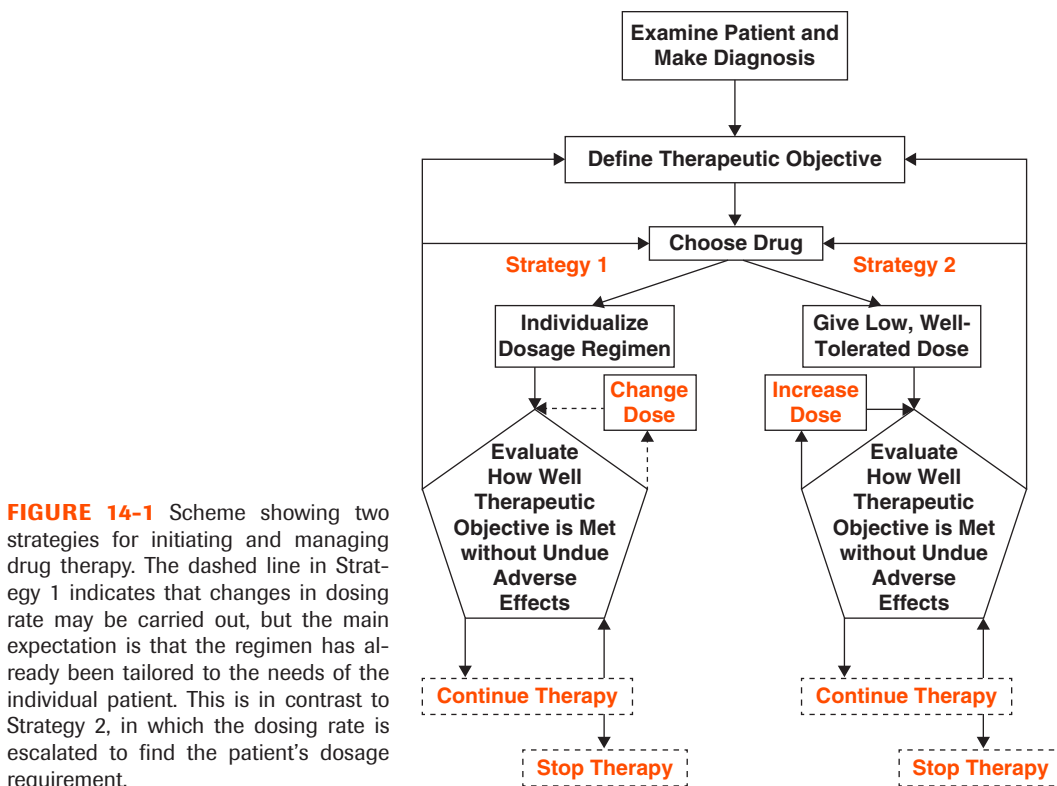 Examine Patient and
Make Diagnosis
Define Therapeutic Objective
Choose Drug
Strategy 1
Strategy 2
Individualize
Dosage Regimen
Give Low, Well-
Tolerated Dose
Change
Dose
Increase
Dose
Evaluate
How Well
Therapeutic
Objective is Met
without Undue
Adverse
Effects
Evaluate
How Well
Therapeutic
Objective is Met
without Undue
Adverse
Effects
Continue Therapy
Continue Therapy
Stop Therapy
Stop Therapy
FIGURE 14-1 Scheme showing two
strategies for initiating and managing
drug therapy. The dashed line in Strat-
egy 1 indicates that changes in dosing
rate may be carried out, but the main
expectation is that the regimen has al-
ready been tailored to the needs of the
individual patient. This is in contrast to
Strategy 2, in which the dosing rate is
escalated to find the patient's dosage
requirement.